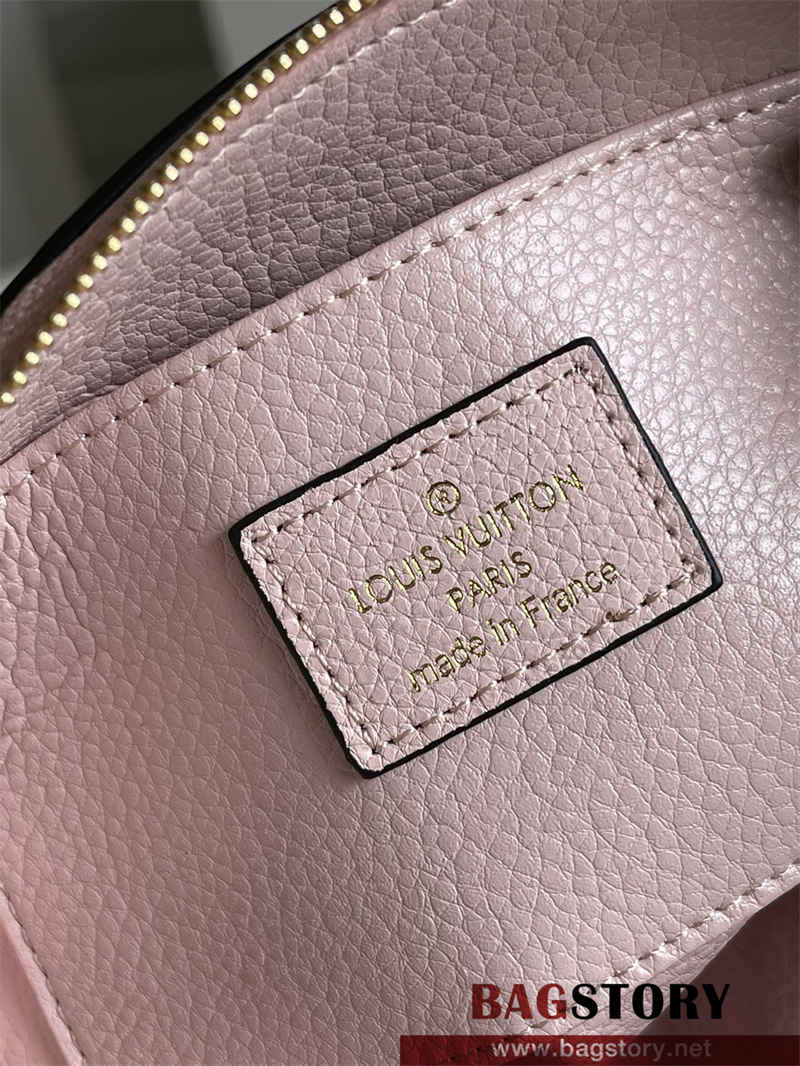 ®
LOUIS VUITTON
PARIS
made in France
BAGSTORY
www.bagstory.net